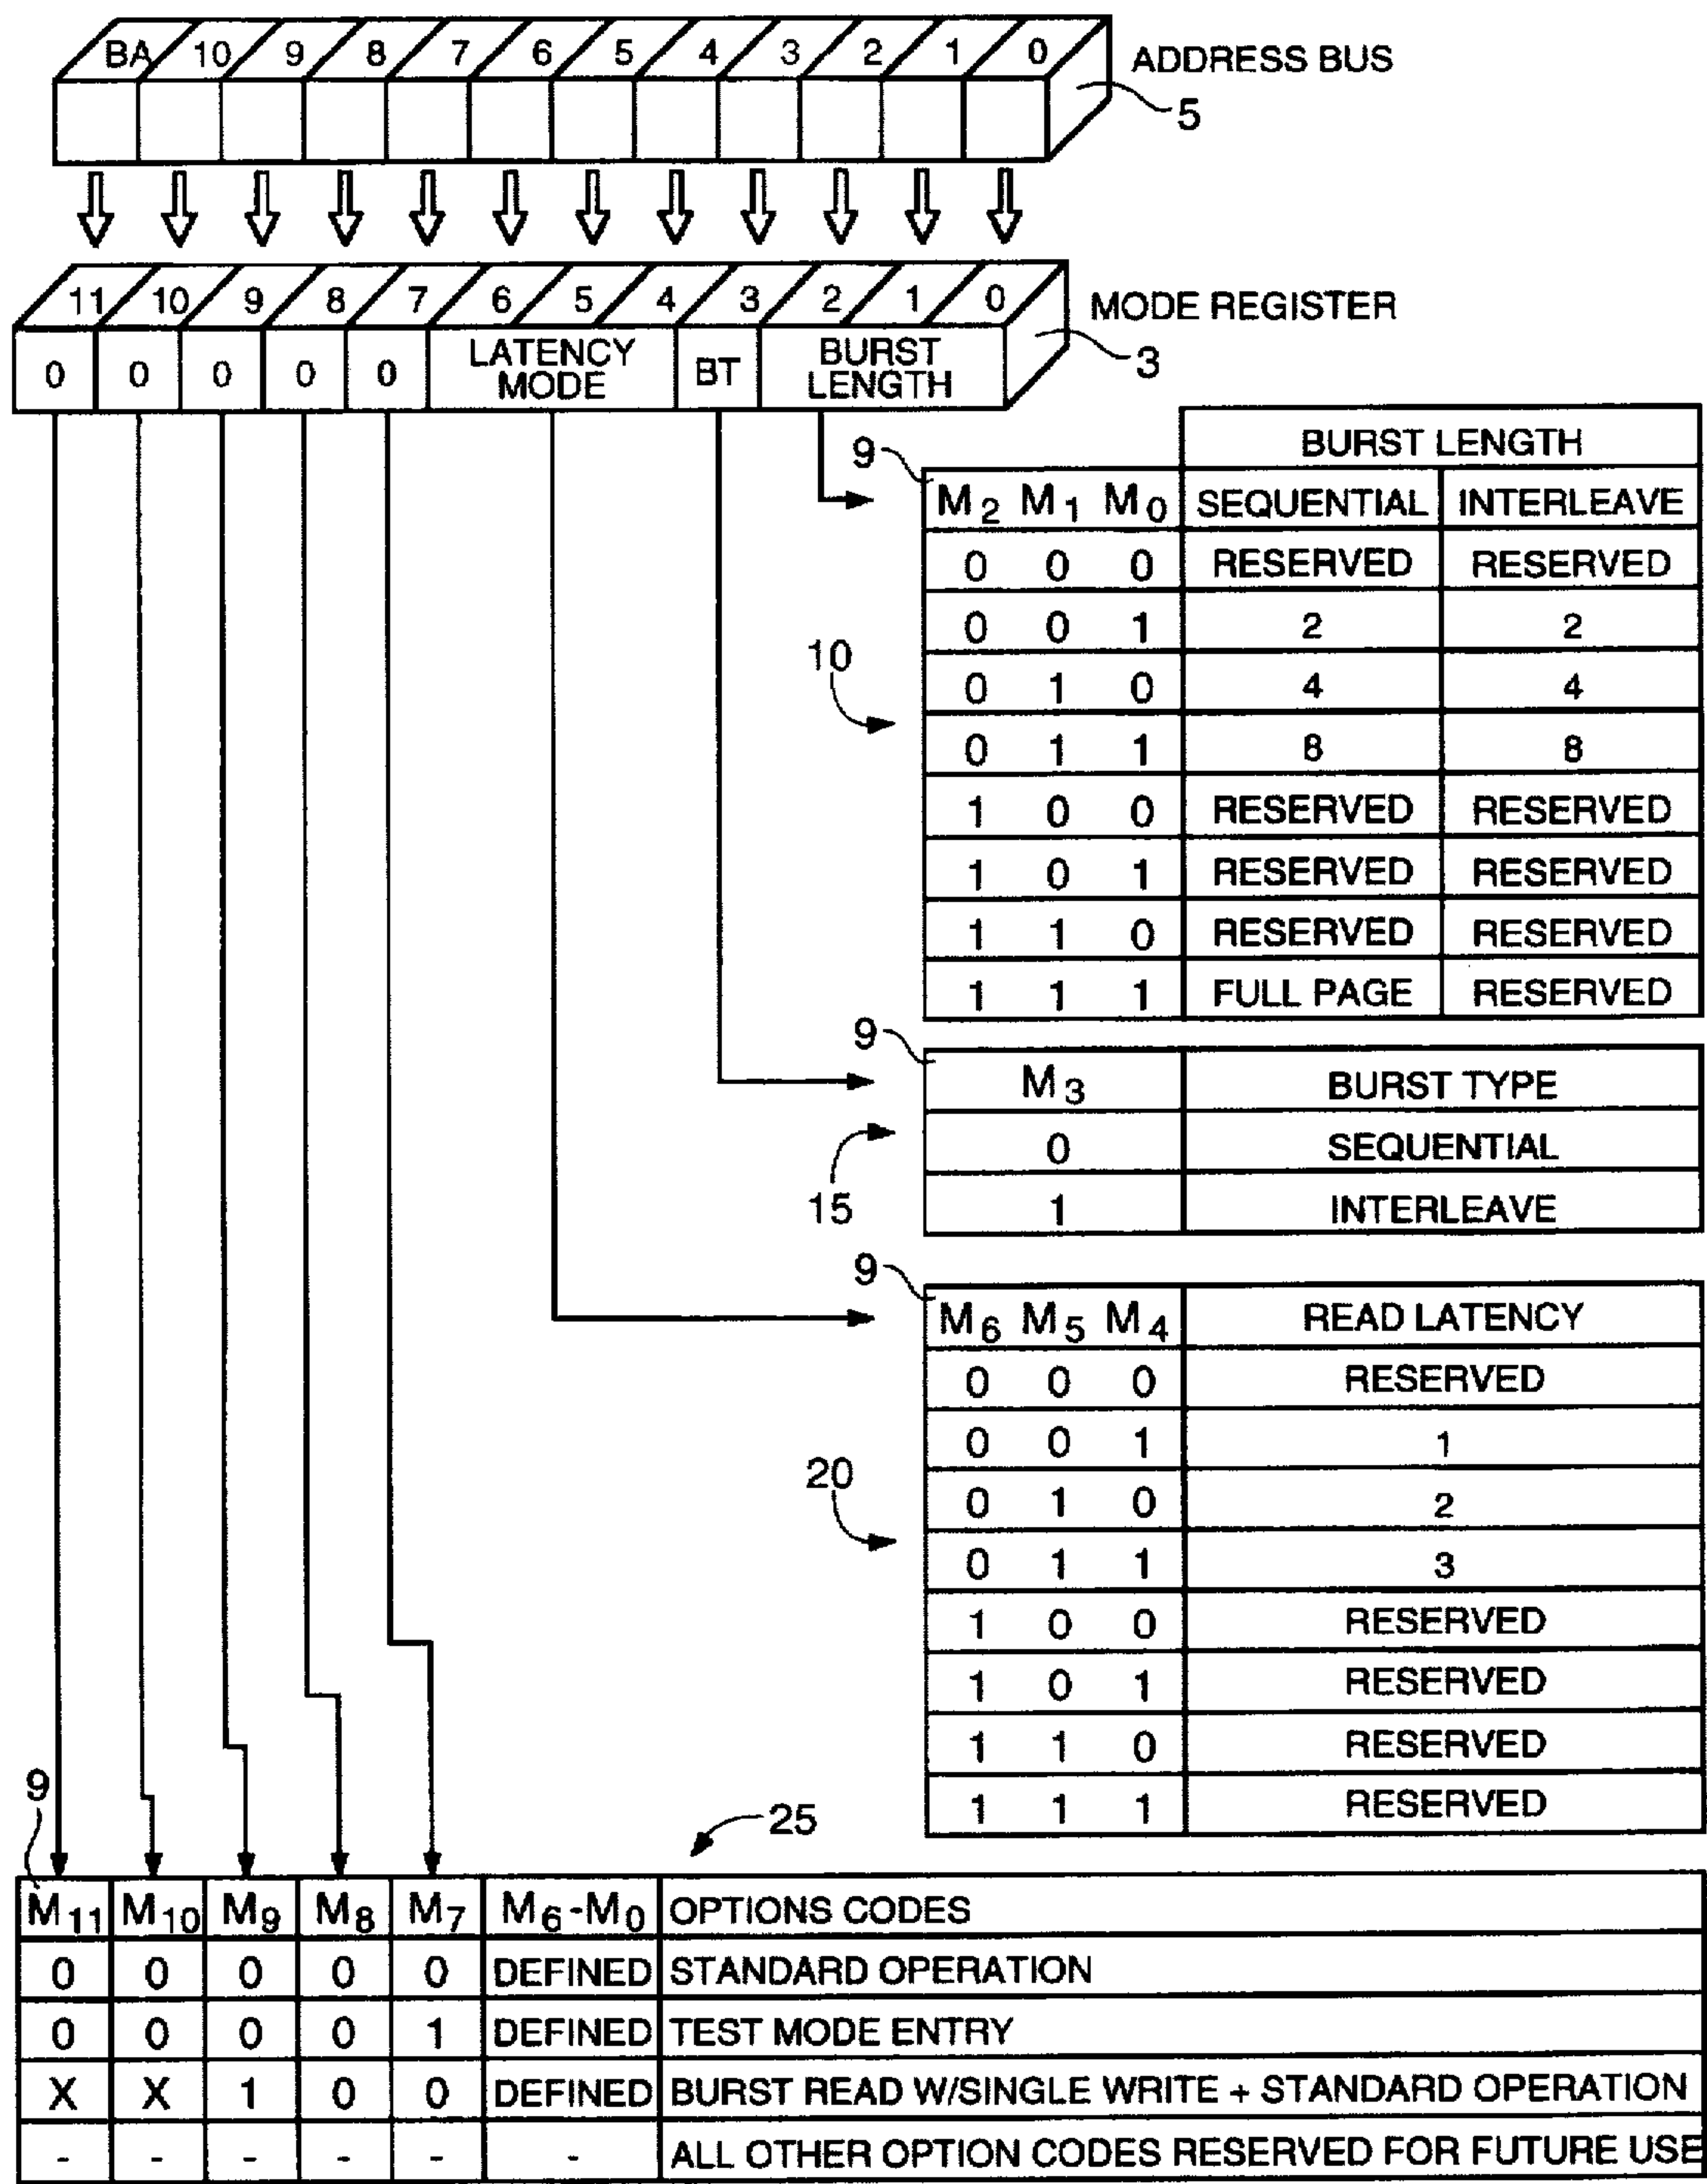 BA 10 9 8 7 6 5 4 3 2 1 0
ADDRESS BUS
5
11 10 9 8 7 6 5 4 3 2 1 0
MODE REGISTER
0 0 0 0 0 LATENCY MODE BT BURST LENGTH
3
BURST LENGTH
9
M2 M1 M0 SEQUENTIAL INTERLEAVE
0 0 0 RESERVED RESERVED
0 0 1 2 2
10
0 1 0 4 4
0 1 1 8 8
1 0 0 RESERVED RESERVED
1 0 1 RESERVED RESERVED
1 1 0 RESERVED RESERVED
1 1 1 FULL PAGE RESERVED
9
M3 BURST TYPE
0 SEQUENTIAL
15
1 INTERLEAVE
9
M6 M5 M4 READ LATENCY
0 0 0 RESERVED
0 0 1 1
20
0 1 0 2
0 1 1 3
1 0 0 RESERVED
1 0 1 RESERVED
1 1 0 RESERVED
1 1 1 RESERVED
9
25
M11 M10 M9 M8 M7 M6-M0 OPTIONS CODES
0 0 0 0 0 DEFINED STANDARD OPERATION
0 0 0 0 1 DEFINED TEST MODE ENTRY
X X 1 0 0 DEFINED BURST READ W/SINGLE WRITE + STANDARD OPERATION
- - - - - - ALL OTHER OPTION CODES RESERVED FOR FUTURE USE